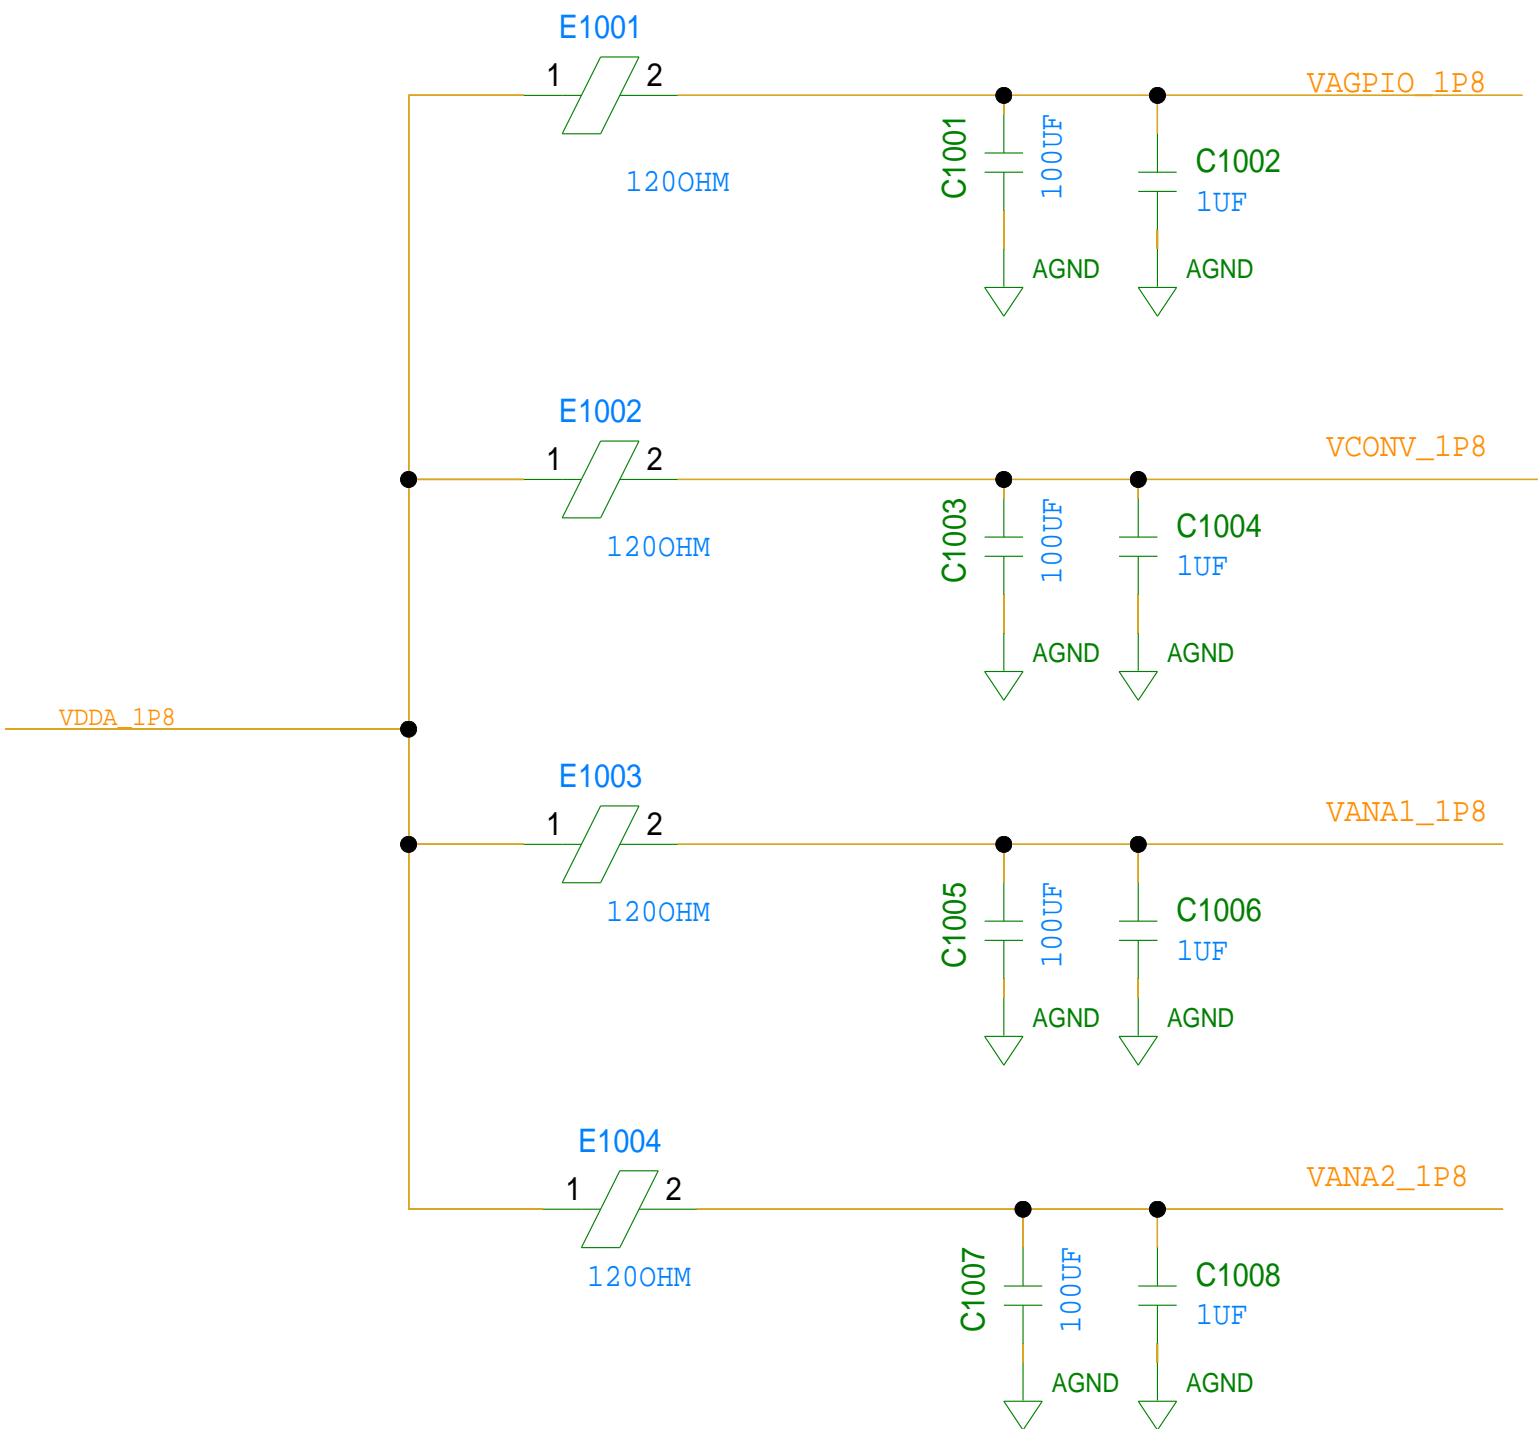 E1001
1 2
120OHM
VAGPIO_1P8
C1001
100UF
C1002
1UF
AGND
AGND
E1002
1 2
120OHM
VCONV_1P8
C1003
100UF
C1004
1UF
AGND
AGND
VDDA_1P8
E1003
1 2
120OHM
VANA1_1P8
C1005
100UF
C1006
1UF
AGND
AGND
E1004
1 2
120OHM
VANA2_1P8
C1007
100UF
C1008
1UF
AGND
AGND